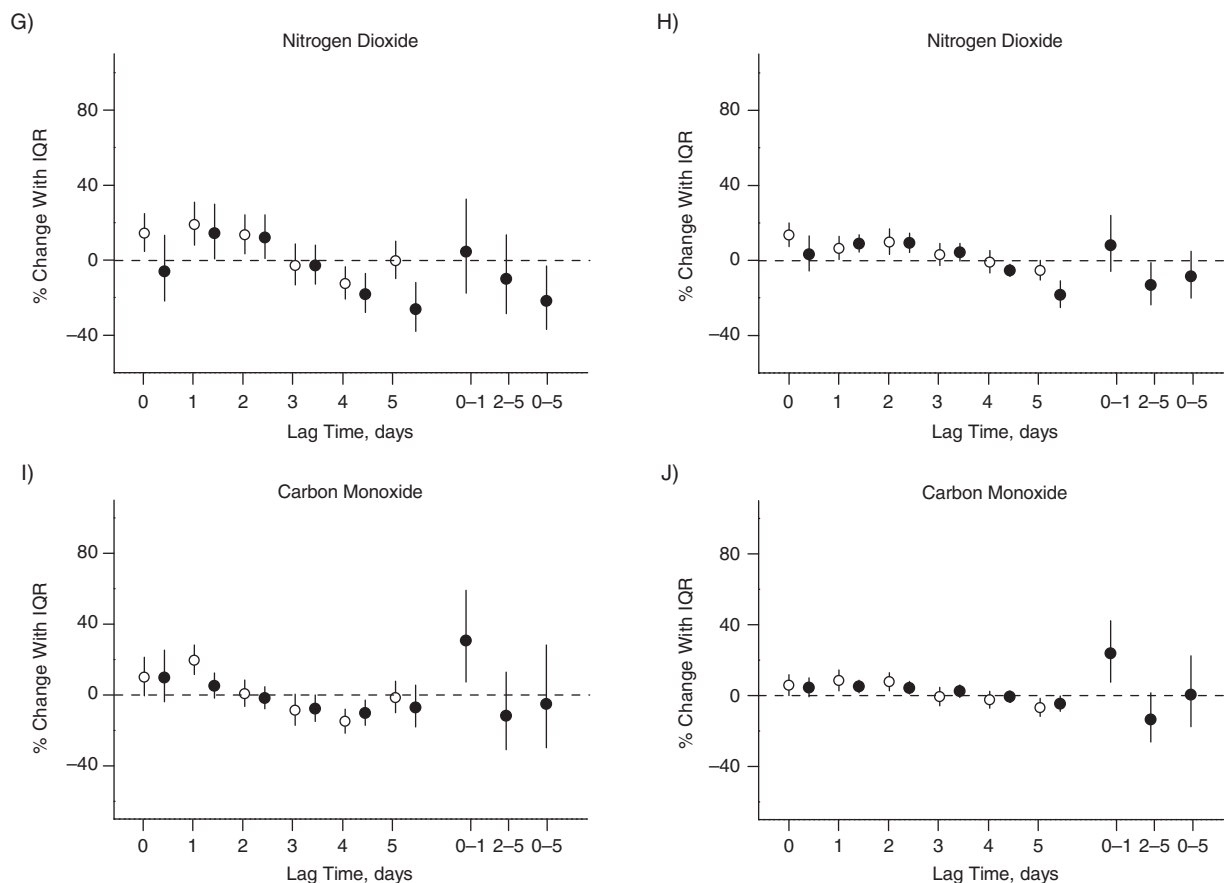 G)
Nitrogen Dioxide
% Change With IQR
80
40
0
–40
0 1 2 3 4 5 0–1 2–5 0–5
Lag Time, days
H)
Nitrogen Dioxide
% Change With IQR
80
40
0
–40
0 1 2 3 4 5 0–1 2–5 0–5
Lag Time, days
I)
Carbon Monoxide
% Change With IQR
80
40
0
–40
0 1 2 3 4 5 0–1 2–5 0–5
Lag Time, days
J)
Carbon Monoxide
% Change With IQR
80
40
0
–40
0 1 2 3 4 5 0–1 2–5 0–5
Lag Time, days